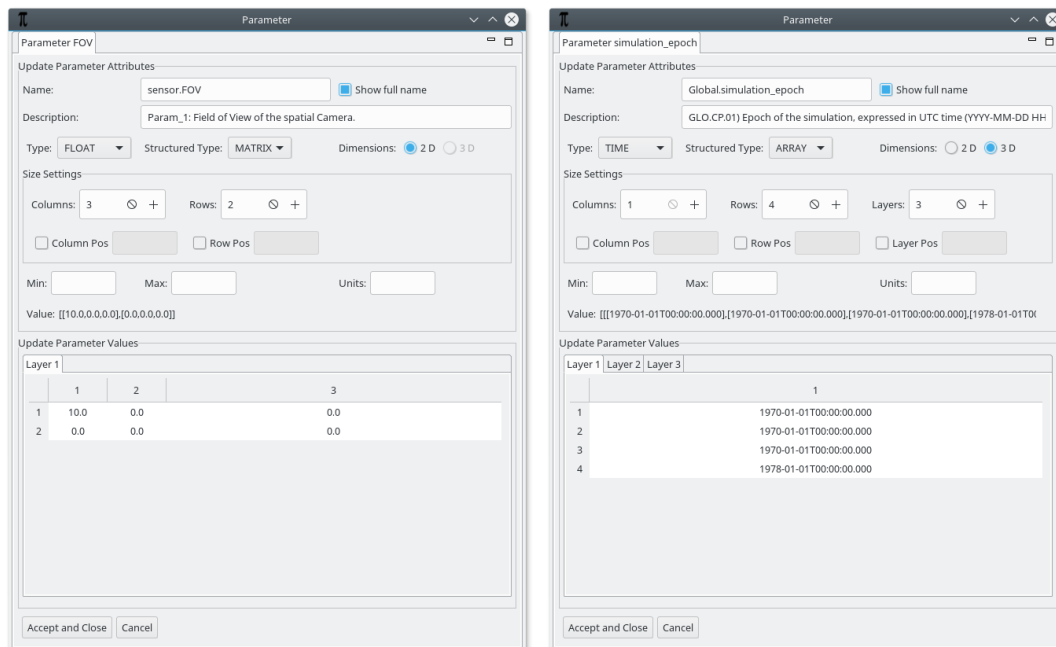 Parameter
Parameter FOV
Update Parameter Attributes
Name: sensor.FOV Show full name
Description: Param_1: Field of View of the spatial Camera.
Type: FLOAT Structured Type: MATRIX Dimensions: 2 D 3 D
Size Settings
Columns: 3 Rows: 2
Column Pos Row Pos
Min: Max: Units:
Value: [[10.0,0.0,0.0],[0.0,0.0,0.0]]
Update Parameter Values
Layer 1
1 2 3
1 10.0 0.0 0.0
2 0.0 0.0 0.0
Accept and Close Cancel
Parameter
Parameter simulation_epoch
Update Parameter Attributes
Name: Global.simulation_epoch Show full name
Description: GLO.CP.01) Epoch of the simulation, expressed in UTC time (YYYY-MM-DD HH
Type: TIME Structured Type: ARRAY Dimensions: 2 D 3 D
Size Settings
Columns: 1 Rows: 4 Layers: 3
Column Pos Row Pos Layer Pos
Min: Max: Units:
Value: [[[1970-01-01T00:00:00.000],[1970-01-01T00:00:00.000],[1970-01-01T00:00:00.000],[1978-01-01T0(
Update Parameter Values
Layer 1 Layer 2 Layer 3
1
1 1970-01-01T00:00:00.000
2 1970-01-01T00:00:00.000
3 1970-01-01T00:00:00.000
4 1978-01-01T00:00:00.000
Accept and Close Cancel